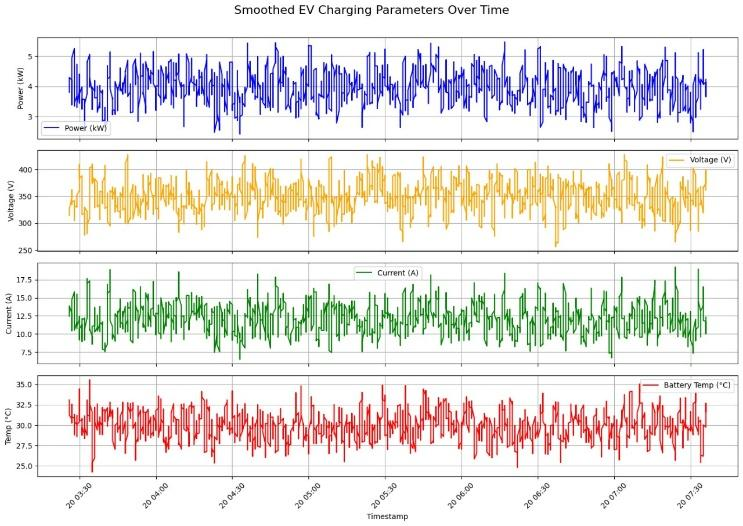 Smoothed EV Charging Parameters Over Time
Power (kW)
5
4
3
Power (kW)
Voltage (V)
400
350
300
250
Voltage (V)
Current (A)
17.5
15.0
12.5
10.0
7.5
Current (A)
Temp (°C)
35.0
32.5
30.0
27.5
25.0
Battery Temp (°C)
20 03:30
20 04:00
20 04:30
20 05:00
20 05:30
20 06:00
20 06:30
20 07:00
20 07:30
Timestamp